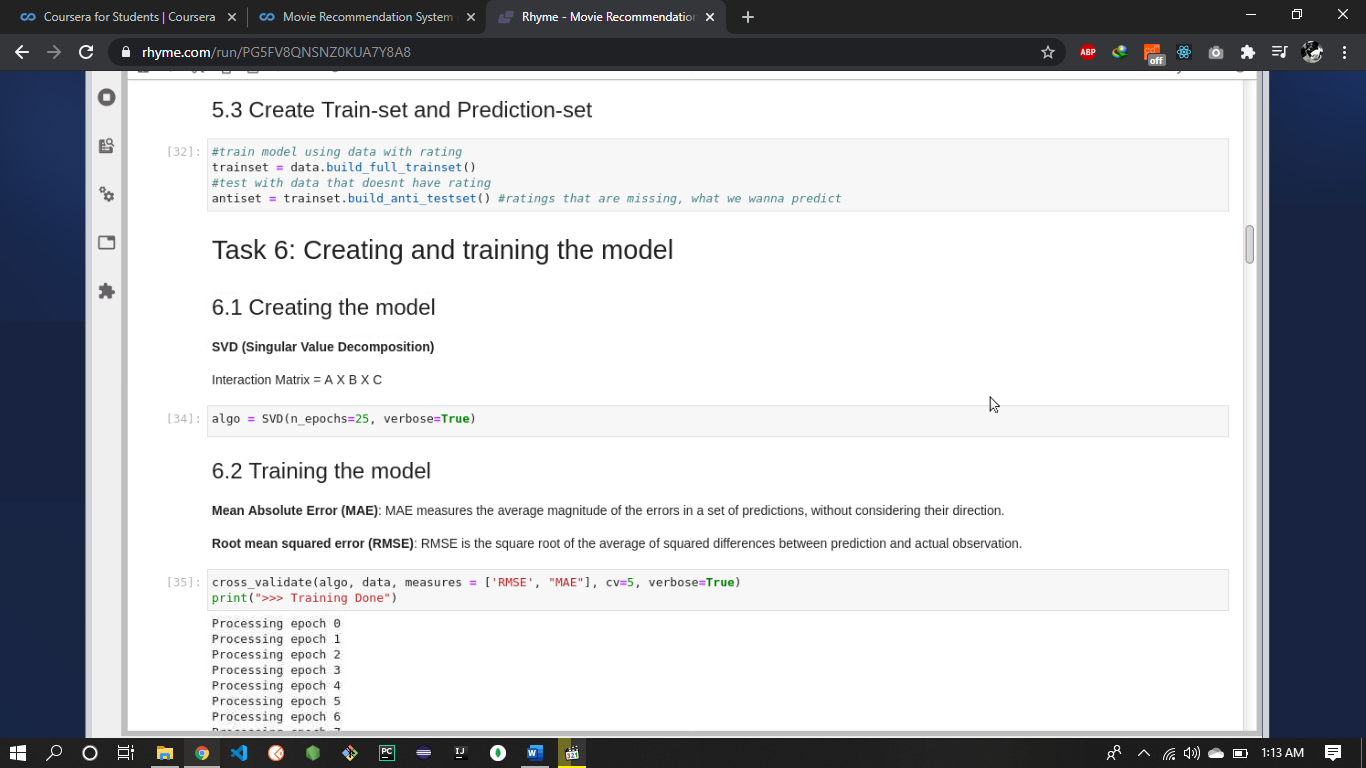 Coursera for Students | Coursera
Movie Recommendation System
Rhyme - Movie Recommendation
rhyme.com/run/PG5FV8QNSNZ0KUA7Y8A8
ABP
off
5.3 Create Train-set and Prediction-set
[32]:
#train model using data with rating
trainset = data.build_full_trainset()
#test with data that doesnt have rating
antiset = trainset.build_anti_testset() #ratings that are missing, what we wanna predict
Task 6: Creating and training the model
6.1 Creating the model
SVD (Singular Value Decomposition)
Interaction Matrix = A X B X C
[34]:
algo = SVD(n_epochs=25, verbose=True)
6.2 Training the model
Mean Absolute Error (MAE): MAE measures the average magnitude of the errors in a set of predictions, without considering their direction.
Root mean squared error (RMSE): RMSE is the square root of the average of squared differences between prediction and actual observation.
[35]:
cross_validate(algo, data, measures = ['RMSE', "MAE"], cv=5, verbose=True)
print(">>> Training Done")
Processing epoch 0
Processing epoch 1
Processing epoch 2
Processing epoch 3
Processing epoch 4
Processing epoch 5
Processing epoch 6
PC
IJ
W
1:13 AM